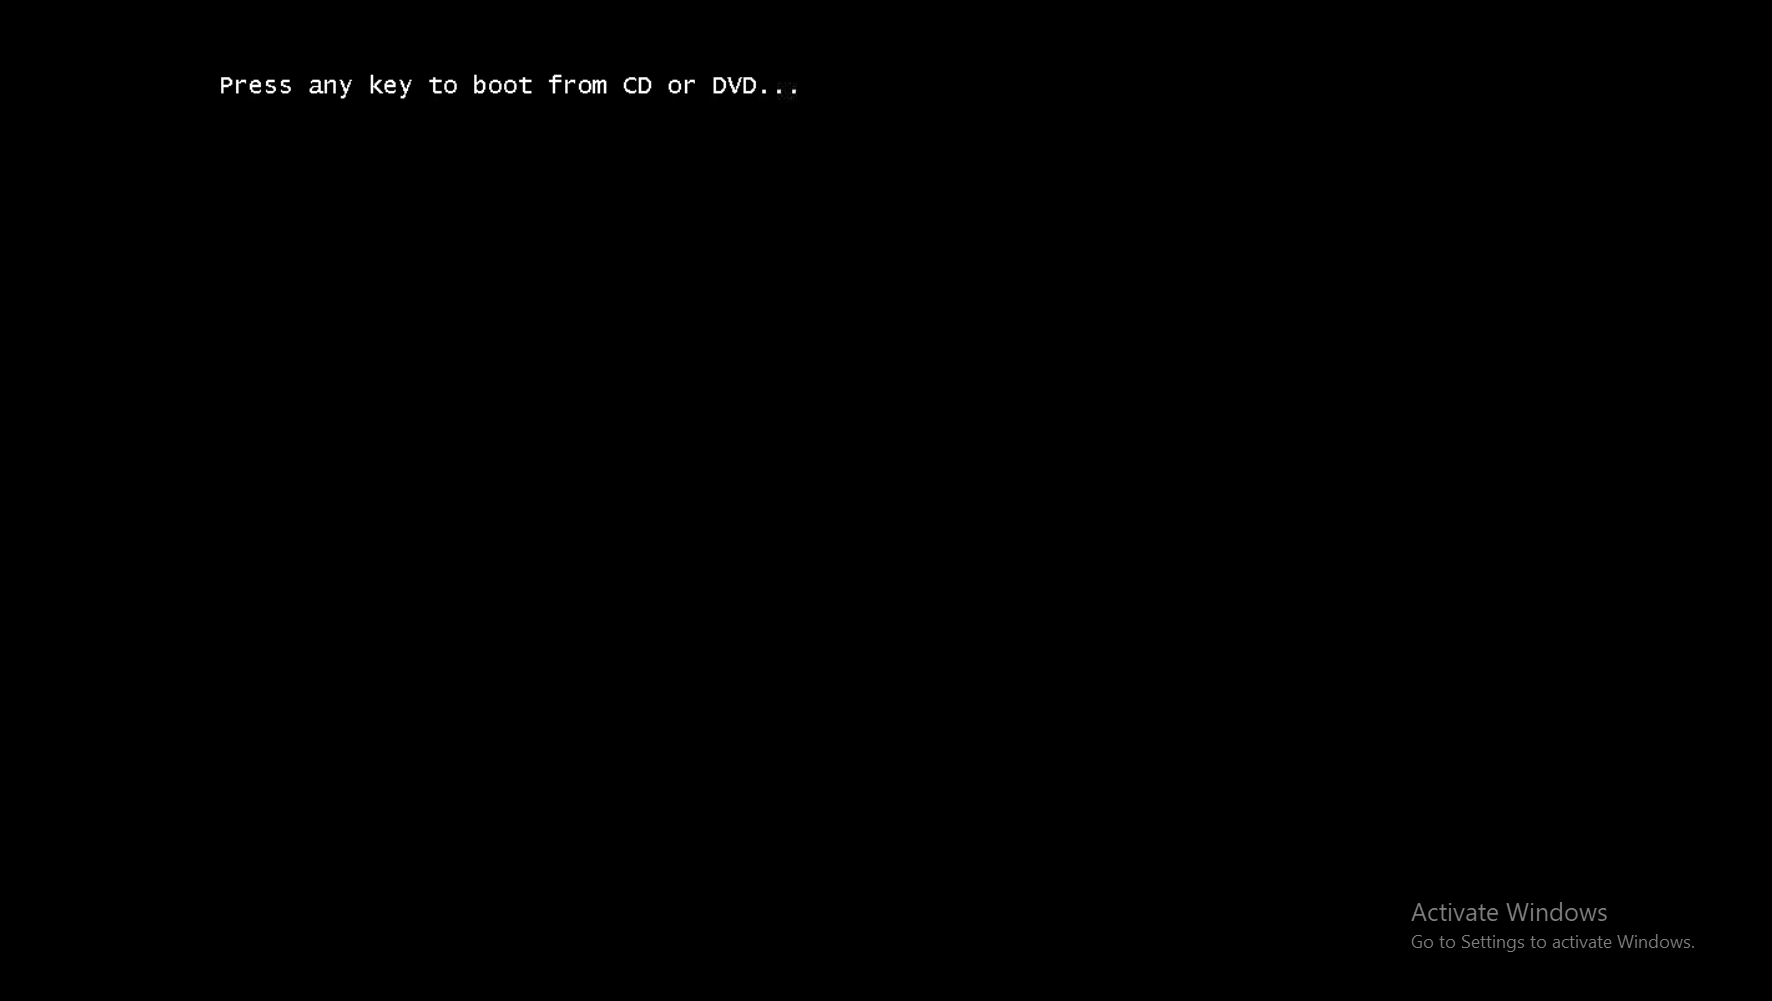 Press any key to boot from CD or DVD...
Activate Windows
Go to Settings to activate Windows.